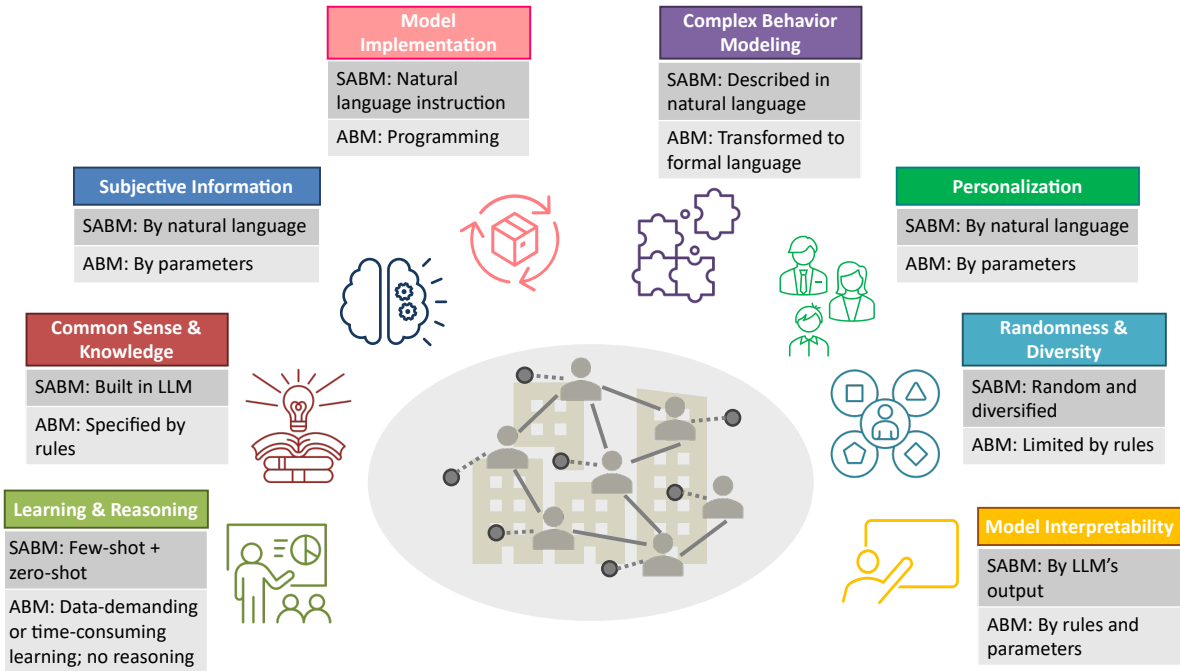 Model
Implementation
SABM: Natural
language instruction
ABM: Programming
Complex Behavior
Modeling
SABM: Described in
natural language
ABM: Transformed to
formal language
Subjective Information
SABM: By natural language
ABM: By parameters
Personalization
SABM: By natural language
ABM: By parameters
Common Sense &
Knowledge
SABM: Built in LLM
ABM: Specified by
rules
Randomness &
Diversity
SABM: Random and
diversified
ABM: Limited by rules
Learning & Reasoning
SABM: Few-shot +
zero-shot
ABM: Data-demanding
or time-consuming
learning; no reasoning
Model Interpretability
SABM: By LLM's
output
ABM: By rules and
parameters